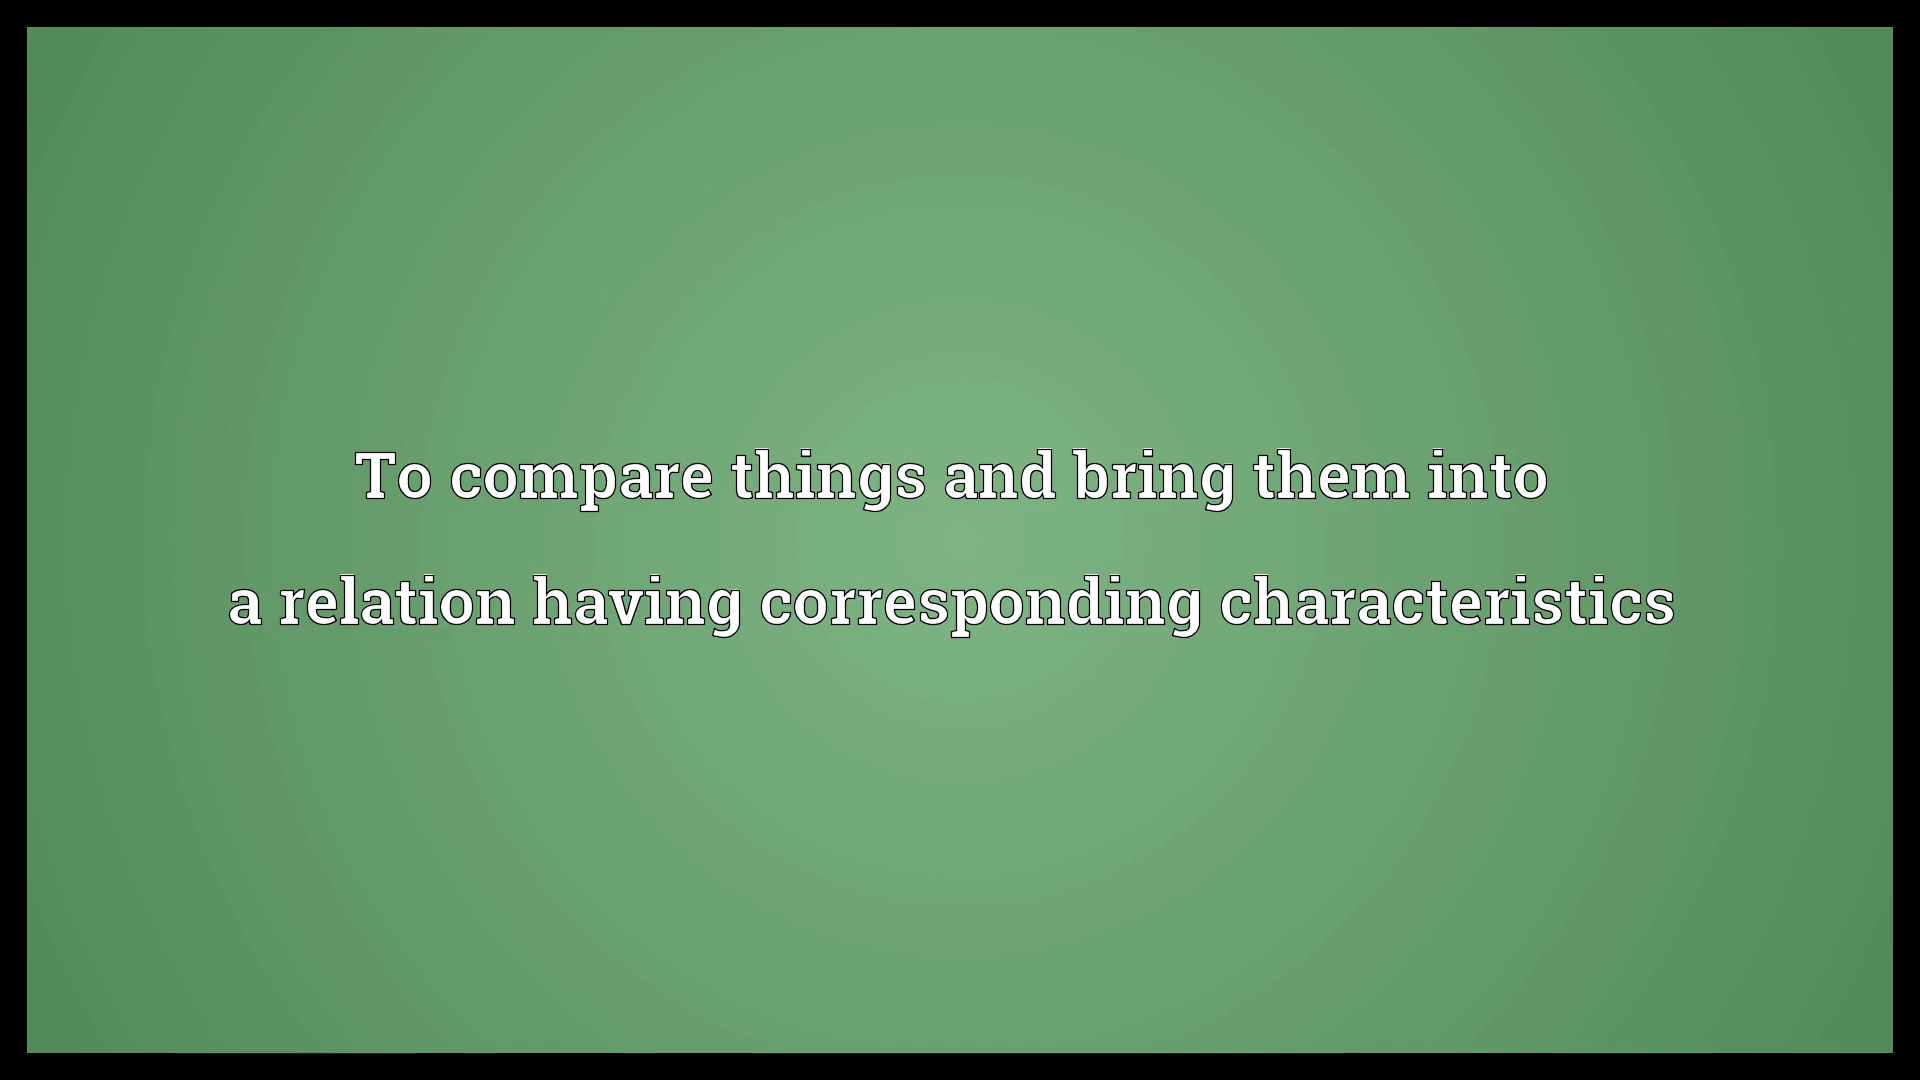 To compare things and bring them into
a relation having corresponding characteristics